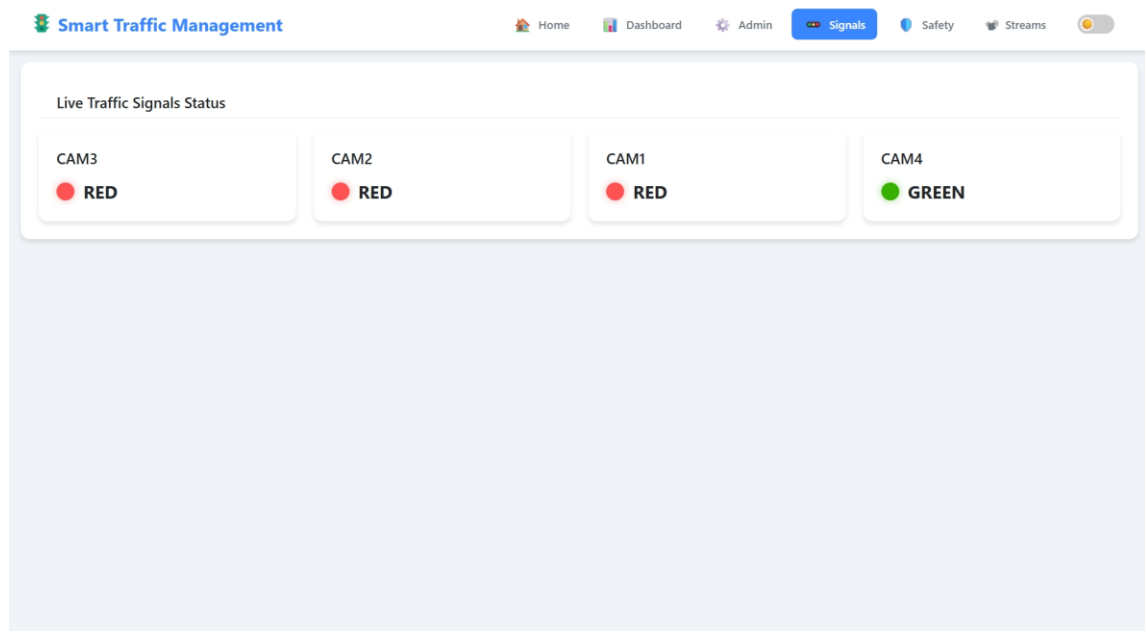 Smart Traffic Management Home Dashboard Admin Signals Safety Streams
Live Traffic Signals Status
CAM3 CAM2 CAM1 CAM4
RED RED RED GREEN